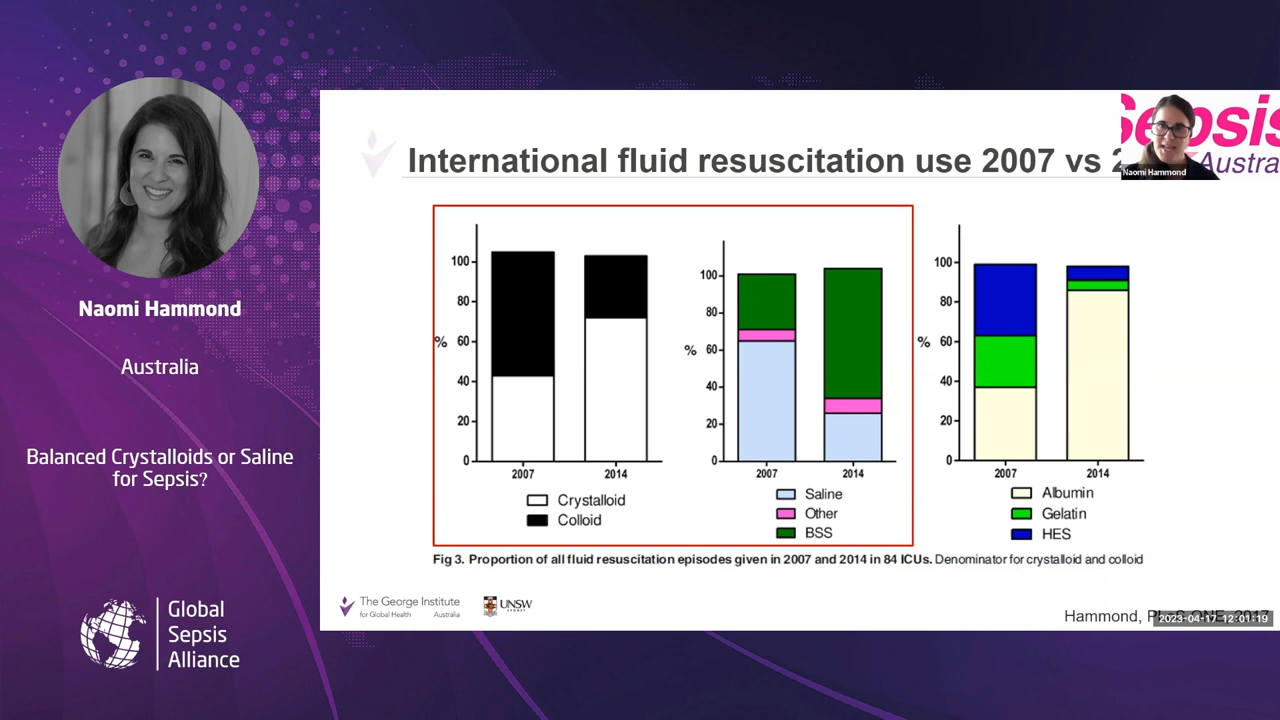 Naomi Hammond
Australia
Balanced Crystalloids or Saline
for Sepsis?
Global
Sepsis
Alliance
International fluid resuscitation use 2007 vs
Sepsis
Naomi Hammond
%
100
80
60
40
20
0
2007
2014
Crystalloid
Colloid
%
100
80
60
40
20
0
2007
2014
Saline
Other
BSS
%
100
80
60
40
20
0
2007
2014
Albumin
Gelatin
HES
Fig 3. Proportion of all fluid resuscitation episodes given in 2007 and 2014 in 84 ICUs. Denominator for crystalloid and colloid
The George Institute
for Global Health Australia
UNSW
SYDNEY
Hammond,
2023-04-17 12:01:19